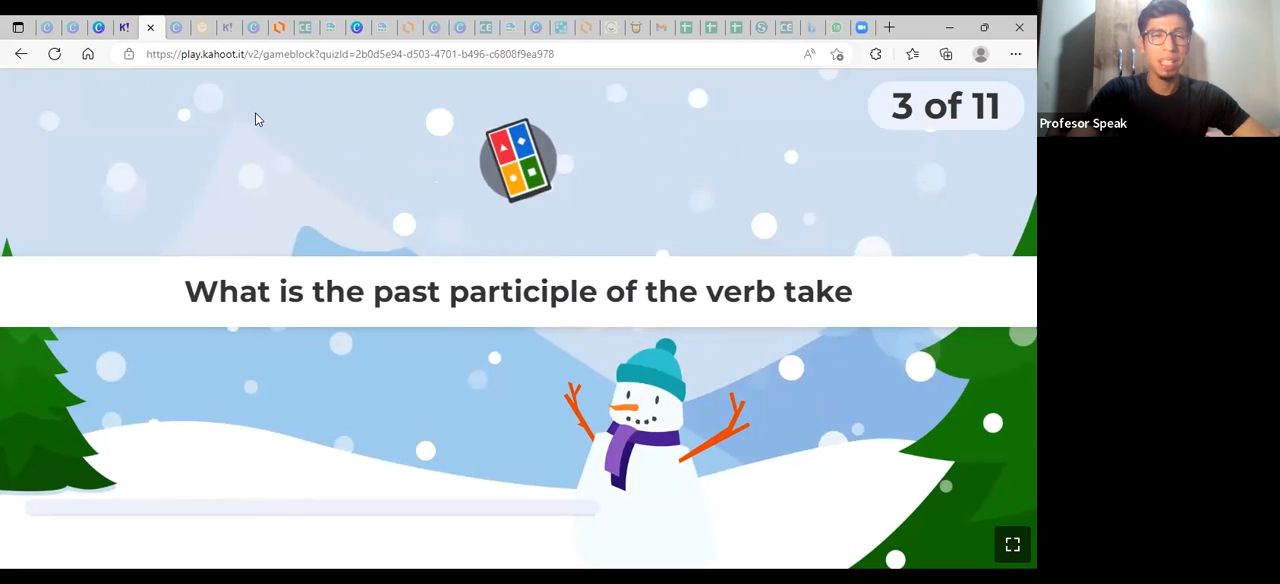 https://play.kahoot.it/v2/gameblock?quizId=2b0d5e94-d503-4701-b496-c6808f9ea978
3 of 11
What is the past participle of the verb take
Profesor Speak